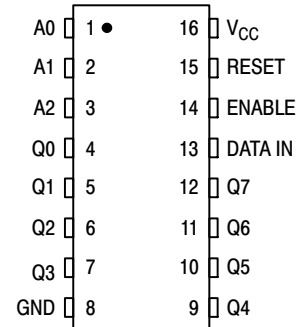 A0 1 16 VCC
A1 2 15 RESET
A2 3 14 ENABLE
Q0 4 13 DATA IN
Q1 5 12 Q7
Q2 6 11 Q6
Q3 7 10 Q5
GND 8 9 Q4